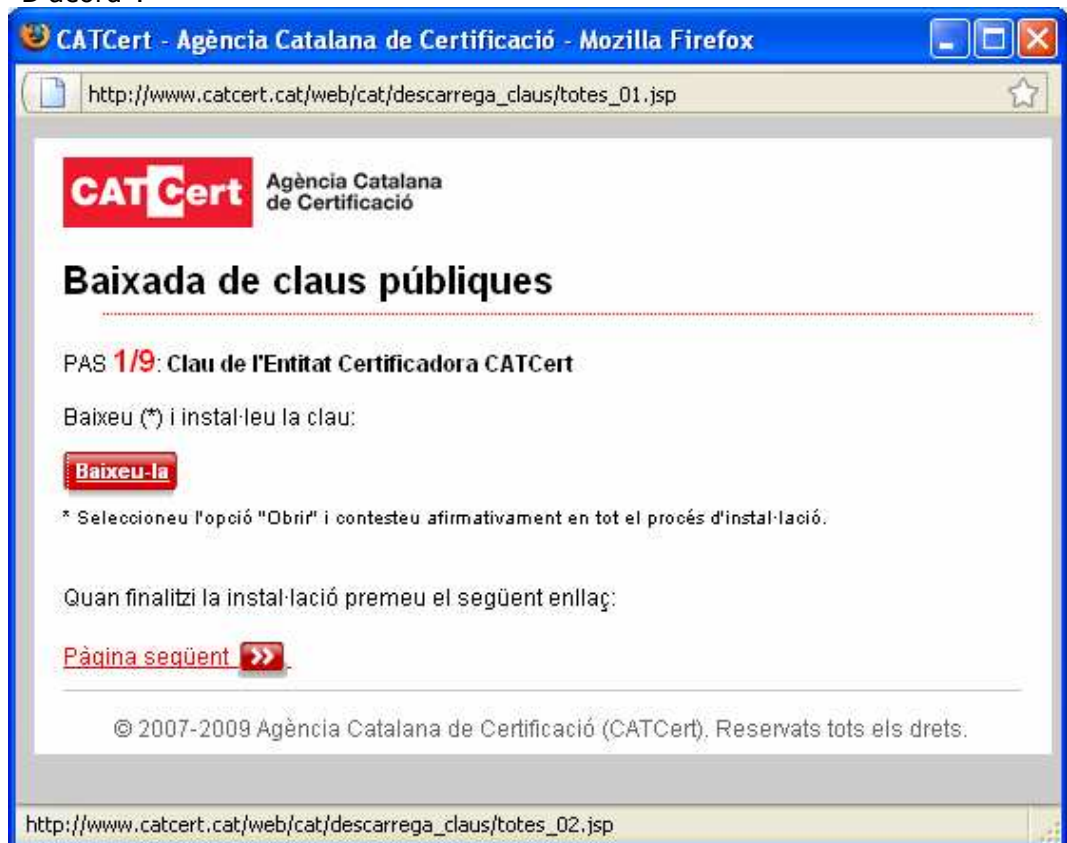 D'acord".
CATCert - Agència Catalana de Certificació - Mozilla Firefox
http://www.catcert.cat/web/cat/descarrega_claus/totes_01.jsp
CATCert Agència Catalana
de Certificació
Baixada de claus públiques
PAS 1/9: Clau de l'Entitat Certificadora CATCert
Baixeu (*) i instal·leu la clau:
Baixeu-la
* Seleccioneu l'opció "Obrir" i contesteu afirmativament en tot el procés d'instal·lació.
Quan finalitzi la instal·lació premeu el següent enllaç:
Pàgina següent >>
© 2007-2009 Agència Catalana de Certificació (CATCert). Reservats tots els drets.
http://www.catcert.cat/web/cat/descarrega_claus/totes_02.jsp